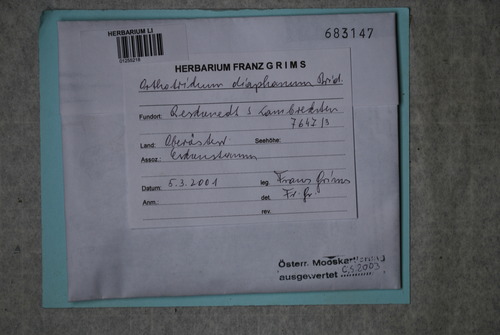 HERBARIUM LI
683147
HERBARIUM FRANZ GRIMS
Orthotrichum diaphanum Brid.
Fundort: S Lambrechten
7647/3
Land: Oberösterr. Seehöhe:
Assoz.:
Datum: 5.3.2001 leg. Franz Grims
Anm.: det. Fr. Gr.
rev.
Österr. Mooskartierung
ausgewertet 2003